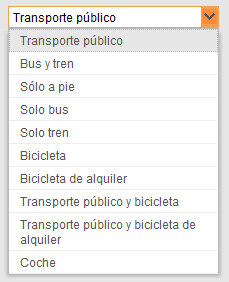 Transporte público
Transporte público
Bus y tren
Sólo a pie
Solo bus
Solo tren
Bicicleta
Bicicleta de alquiler
Transporte público y bicicleta
Transporte público y bicicleta de
alquiler
Coche